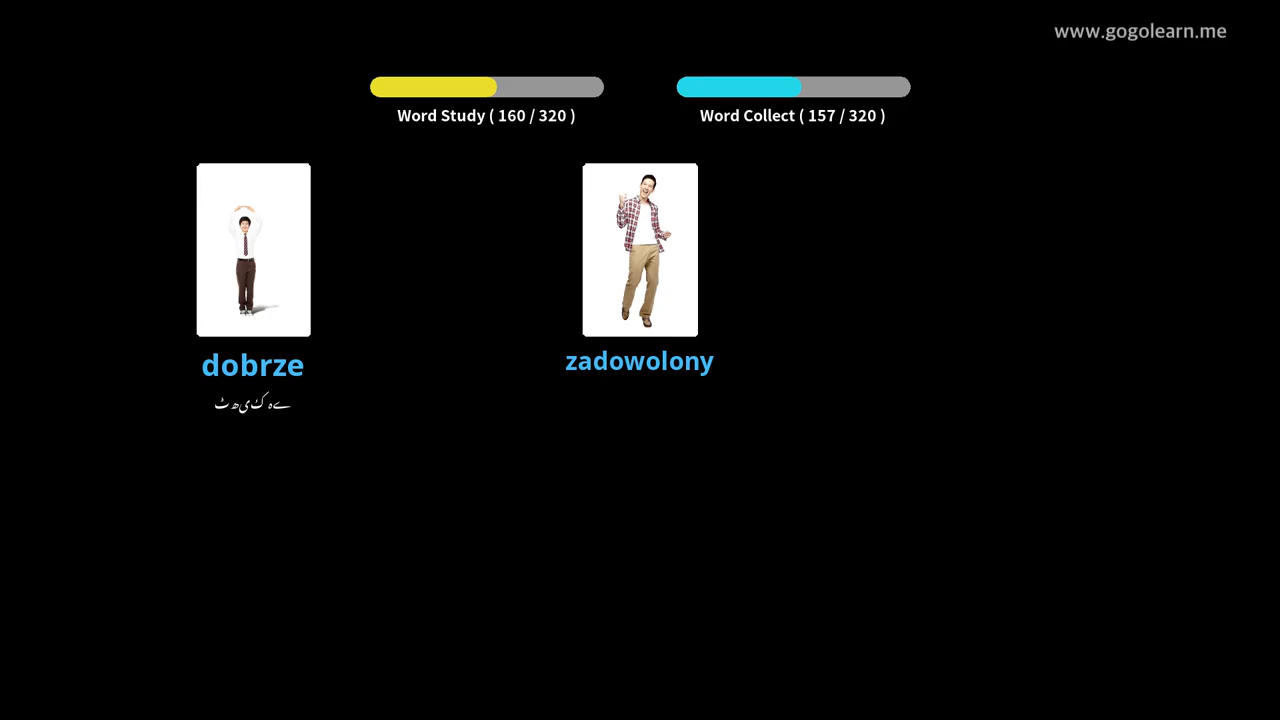 www.gogolearn.me
Word Study ( 160 / 320 )
Word Collect ( 157 / 320 )
dobrze
ٹھیک ہے
zadowolony